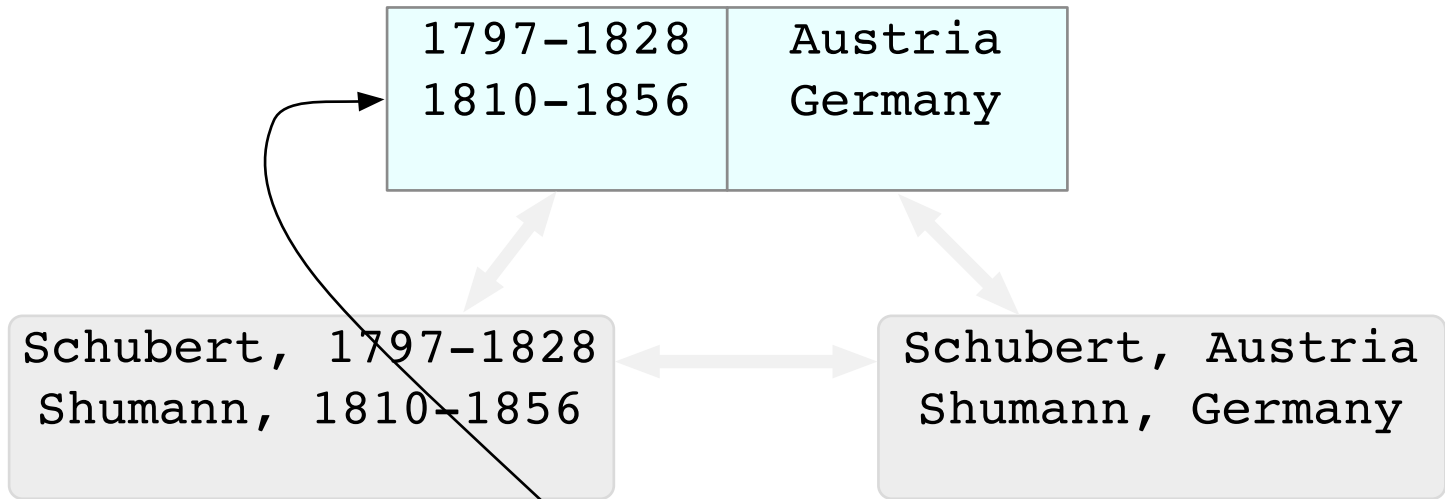 1797-1828 Austria
1810-1856 Germany
Schubert, 1797-1828
Shumann, 1810-1856
Schubert, Austria
Shumann, Germany